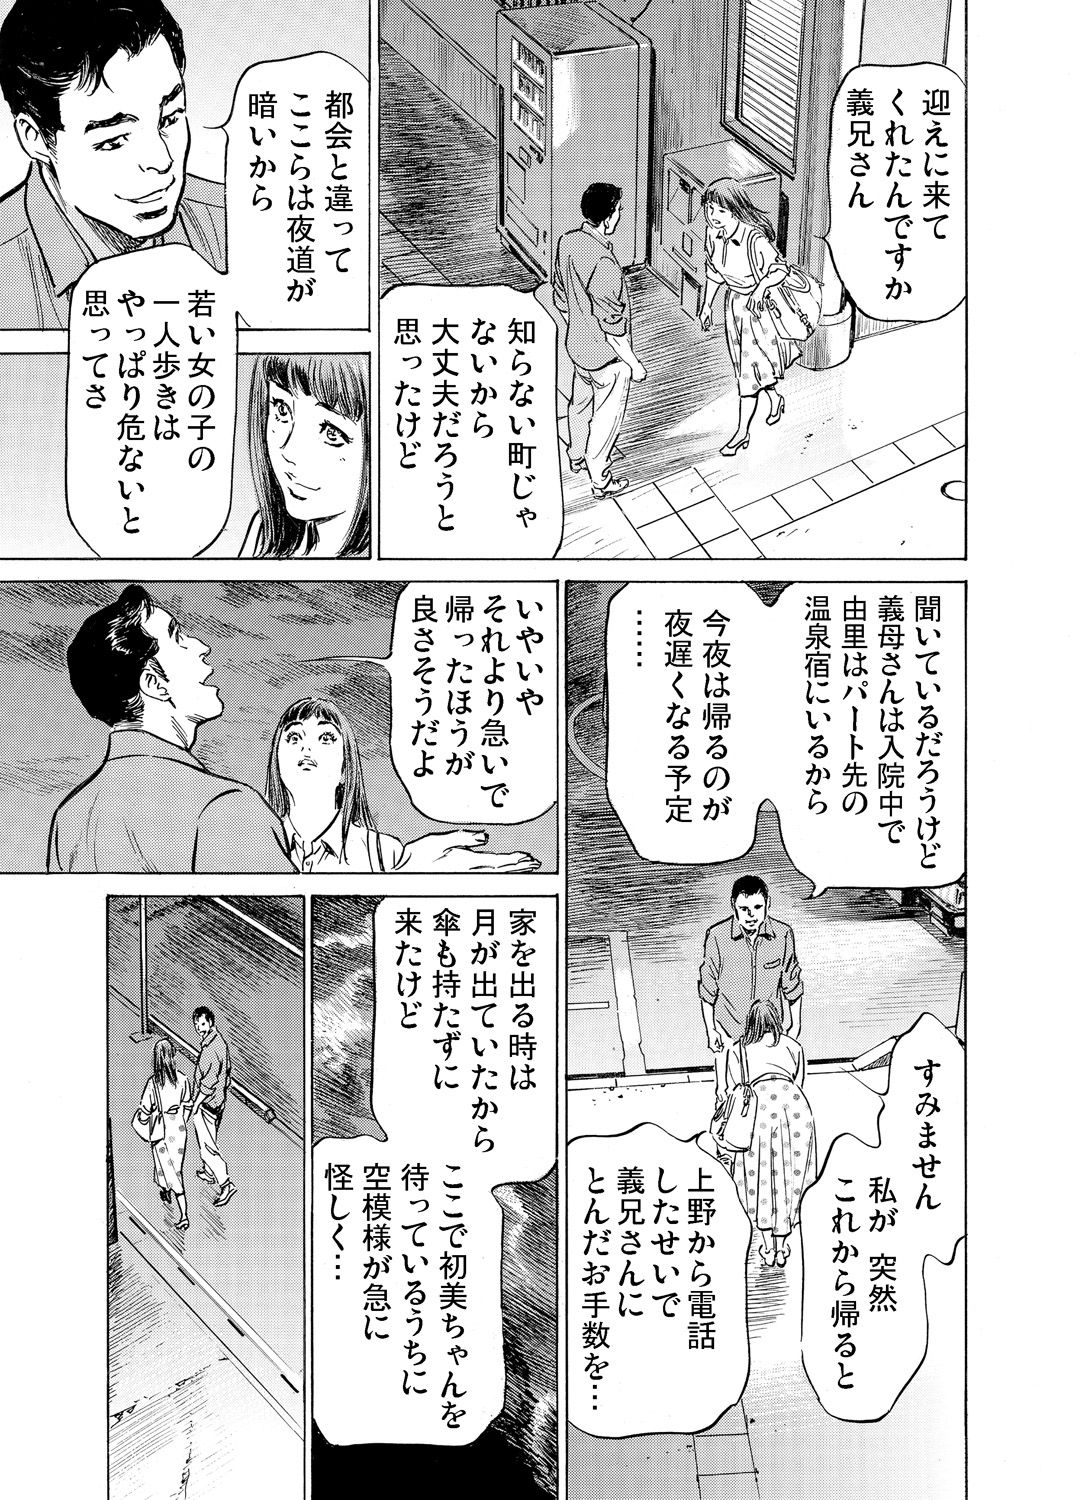 迎えに来て
くれたんですか
義兄さん
知らない町じゃ
ないから
大丈夫だろうと
思ったけど
都会と違って
ここらは夜道が
暗いから
若い女の子の
一人歩きは
やっぱり危ないと
思ってさ
聞いているだろうけど
義母さんは入院中で
由里はパート先の
温泉宿にいるから
今夜は帰るのが
夜遅くなる予定
……
すみません
私が 突然
これから帰ると
上野から電話
したせいで
義兄さんに
とんだお手数を…
いやいや
それより急いで
帰ったほうが
良さそうだよ
家を出る時は
月が出ていたから
傘も持たずに
来たけど
ここで初美ちゃんを
待っているうちに
空模様が急に
怪しく…